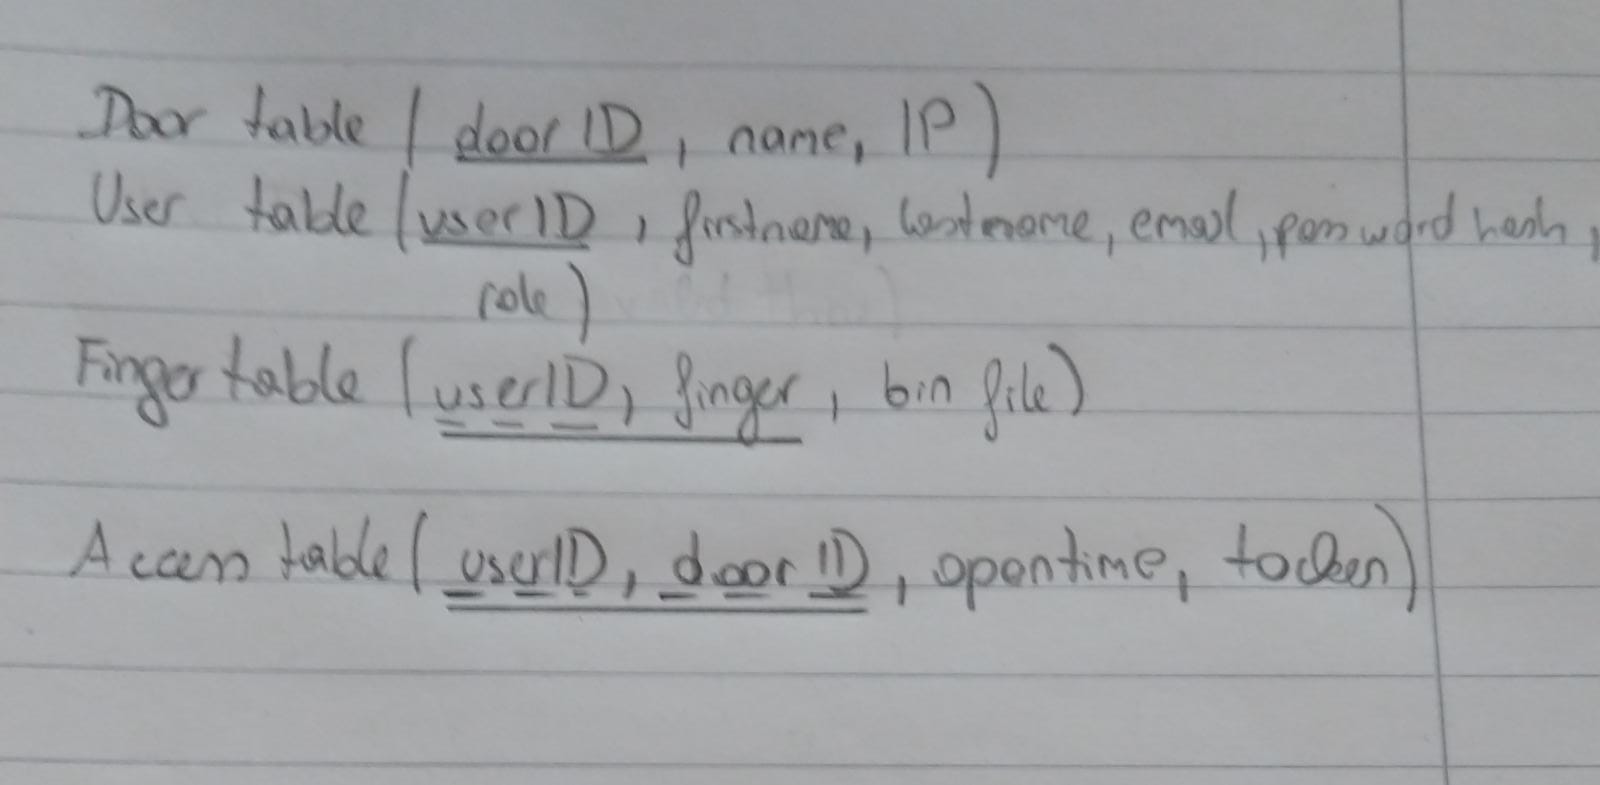 Door table ( door ID, name, IP)
User table (userID, firstname, lastname, email, password hash,
role)
Finger table (userID, finger, bin file)
Access table ( userID, door ID, opentime, tocken)